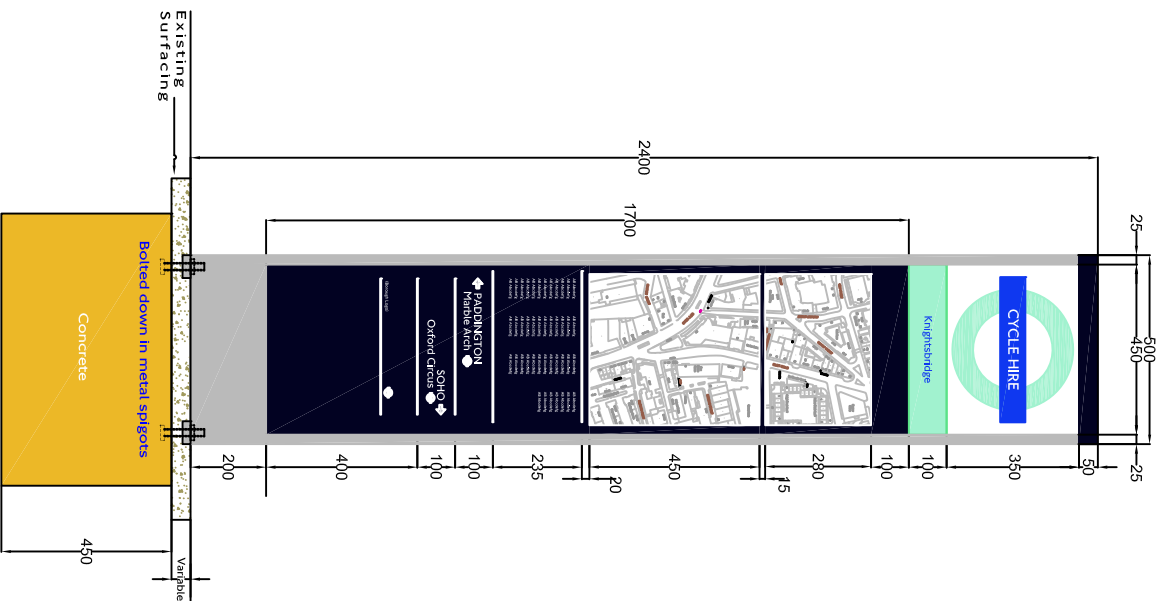 50
350
100
100
280
15
450
20
235
100
100
400
200
25
450
500
25
2400
1700
CYCLE HIRE
Knightsbridge
PADDINGTON
Marble Arch
SOHO
Oxford Circus
Existing
Surfacing
Bolted down in metal spigots
Concrete
450
Variable